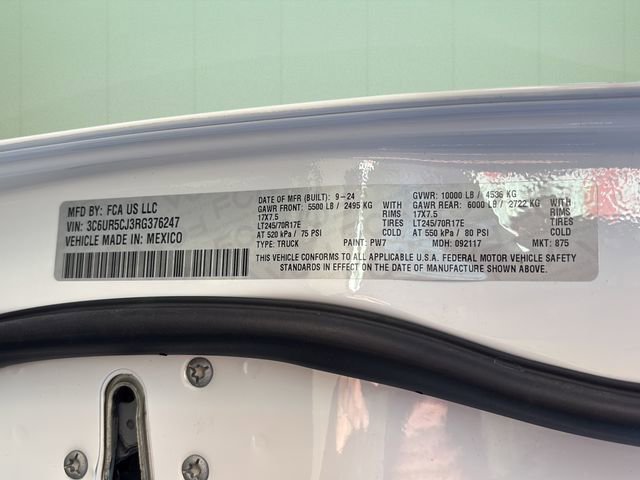 MFD BY: FCA US LLC
VIN: 3C6UR5CJ3RG376247
VEHICLE MADE IN: MEXICO
DATE OF MFR (BUILT): 9-24
GAWR FRONT: 5500 LB / 2495 KG WITH
17X7.5 RIMS
LT245/70R17E AND
AT 520 kPa / 75 PSI COLD
GVWR: 10000 LB / 4536 KG
GAWR REAR: 6000 LB / 2722 KG WITH
17X7.5 RIMS
LT245/70R17E AND
AT 550 kPa / 80 PSI COLD
TYPE: TRUCK PAINT: PW7 MDH: 092117 MKT: 875
THIS VEHICLE CONFORMS TO ALL APPLICABLE U.S.A. FEDERAL MOTOR VEHICLE SAFETY
STANDARDS IN EFFECT ON THE DATE OF MANUFACTURE SHOWN ABOVE.